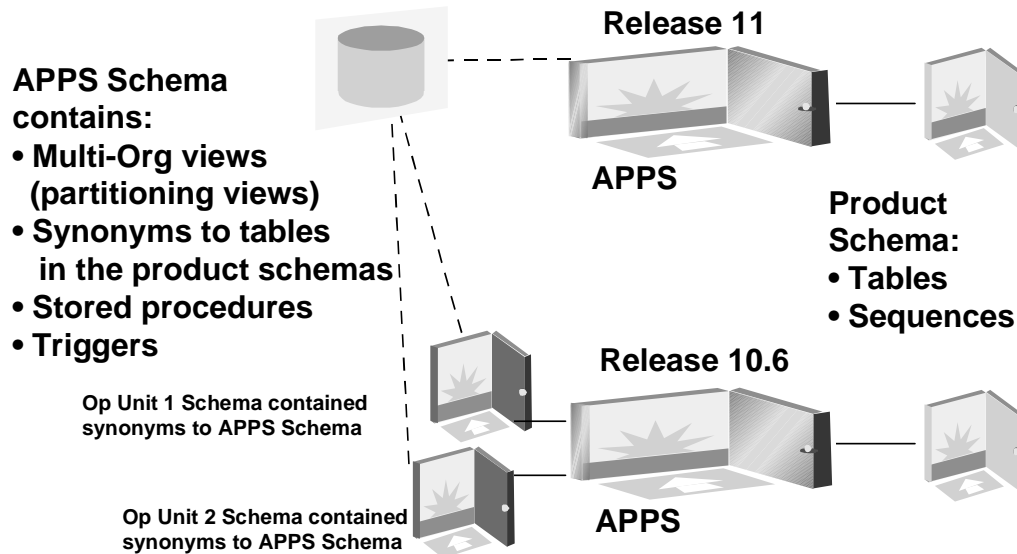 Release 11
APPS Schema
contains:
• Multi-Org views
(partitioning views)
• Synonyms to tables
in the product schemas
• Stored procedures
• Triggers
APPS
Product
Schema:
• Tables
• Sequences
Release 10.6
Op Unit 1 Schema contained
synonyms to APPS Schema
Op Unit 2 Schema contained
synonyms to APPS Schema
APPS